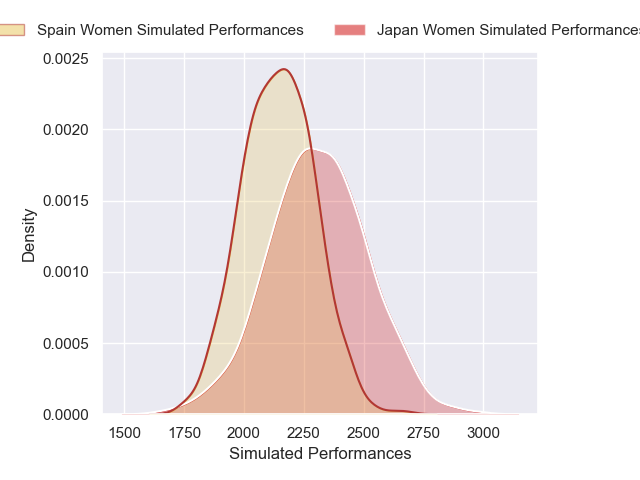 Spain Women Simulated Performances
Japan Women Simulated Performances
0.0025
0.0020
0.0015
0.0010
0.0005
0.0000
Density
1500 1750 2000 2250 2500 2750 3000
Simulated Performances